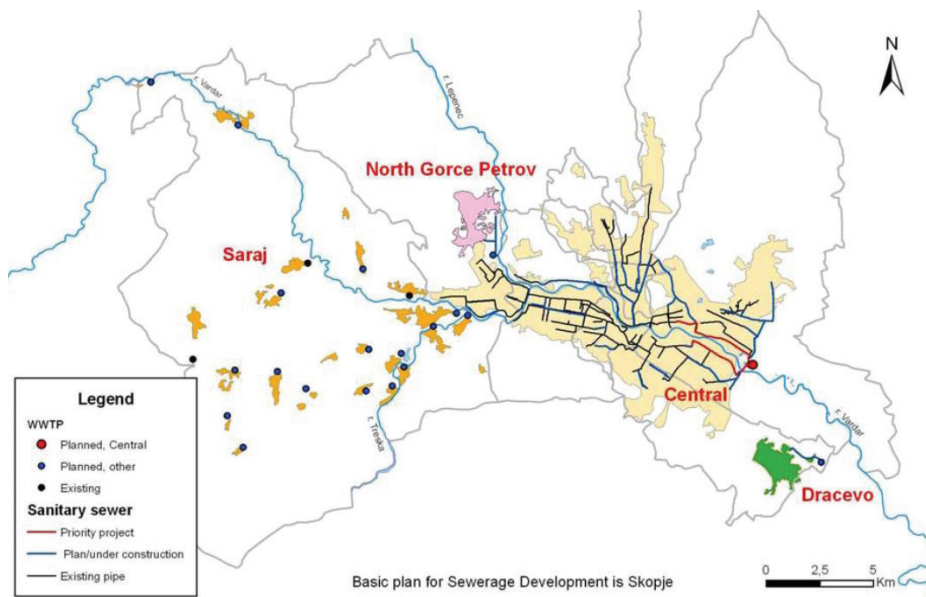 N
r. Vardar
r. Lepenec
North Gorce Petrov
Saraj
Central
r. Treska
r. Vardar
Dracevo
Legend
WWTP
Planned, Central
Planned, other
Existing
Sanitary sewer
Priority project
Plan/under construction
Existing pipe
Basic plan for Sewerage Development is Skopje
0 2,5 5
Km